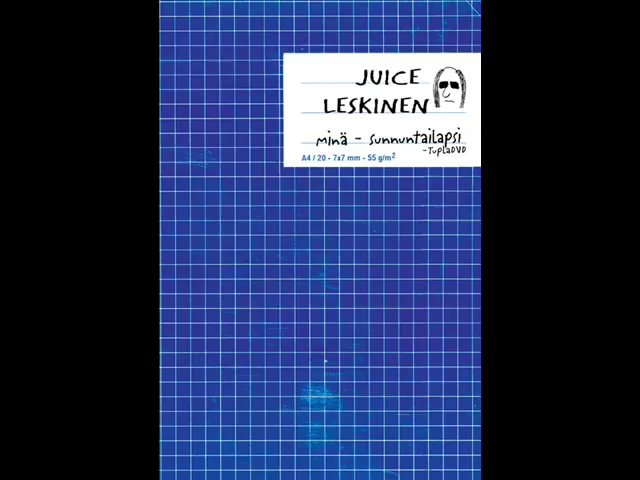 JUICE
LESKINEN
minä - sunnuntailapsi
-TUPLADVD
A4 / 20 - 7x7 mm - 55 g/m²